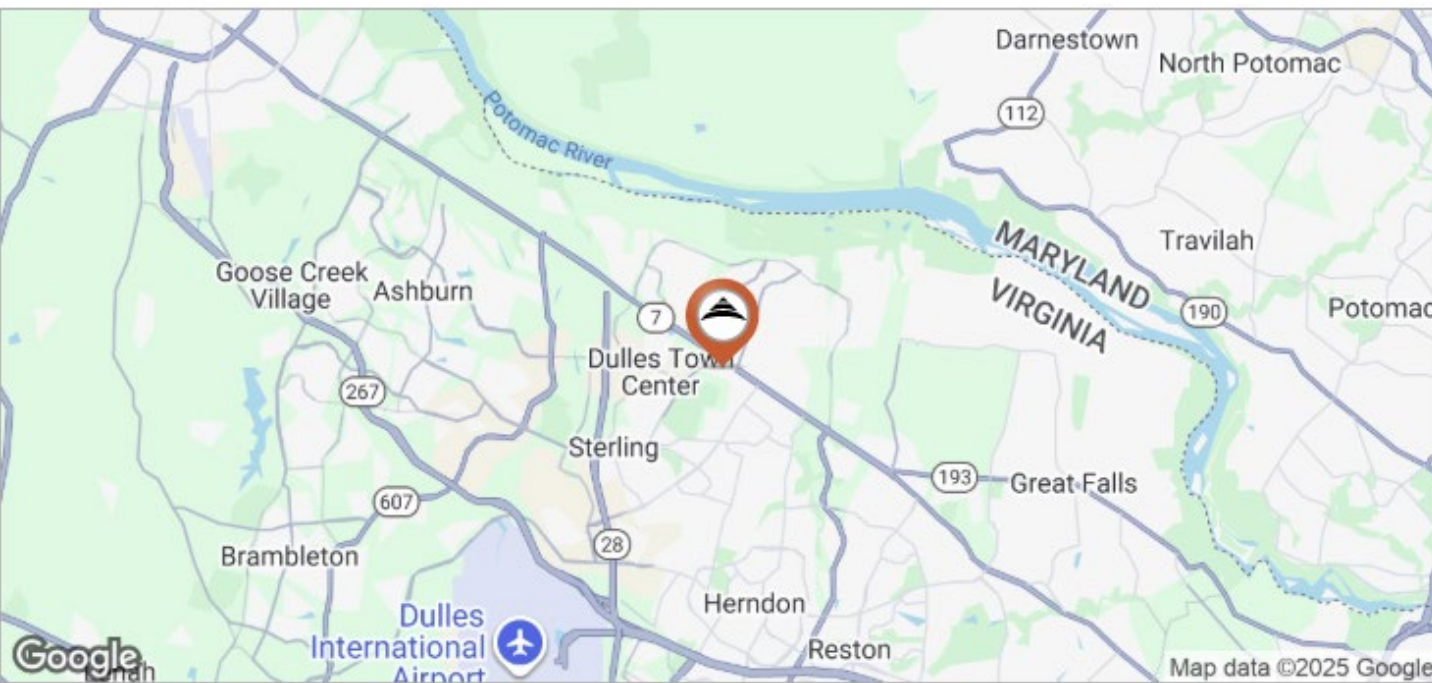 Darnestown
North Potomac
112
Potomac River
MARYLAND
VIRGINIA
Travilah
190
Potomac
Goose Creek
Village
Ashburn
7
Dulles Town
Center
267
Sterling
193
Great Falls
607
28
Brambleton
Herndon
Dulles
International
Airport
Reston
Google
Map data ©2025 Google